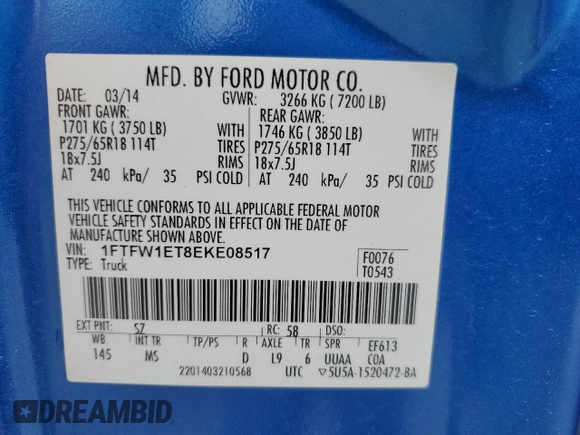 MFD. BY FORD MOTOR CO.
DATE: 03/14 GVWR: 3266 KG (7200 LB)
FRONT GAWR: REAR GAWR:
1701 KG (3750 LB) WITH 1746 KG (3850 LB) WITH
P275/65R18 114T TIRES P275/65R18 114T TIRES
18x7.5J RIMS 18x7.5J RIMS
AT 240 kPa/ 35 PSI COLD AT 240 kPa/ 35 PSI COLD
THIS VEHICLE CONFORMS TO ALL APPLICABLE FEDERAL MOTOR
VEHICLE SAFETY STANDARDS IN EFFECT ON THE DATE OF
MANUFACTURE SHOWN ABOVE.
VIN: 1FTFW1ET8EKE08517 F0076
TYPE: Truck T0543
EXT PNT: SZ RC: 58 DSO:
WB INT TR TP/PS R AXLE TR SPR EF613
145 MS D L9 6 UUAA COA
2201403210568 UTC ▽5U5A-1520472-BA
DREAMBID